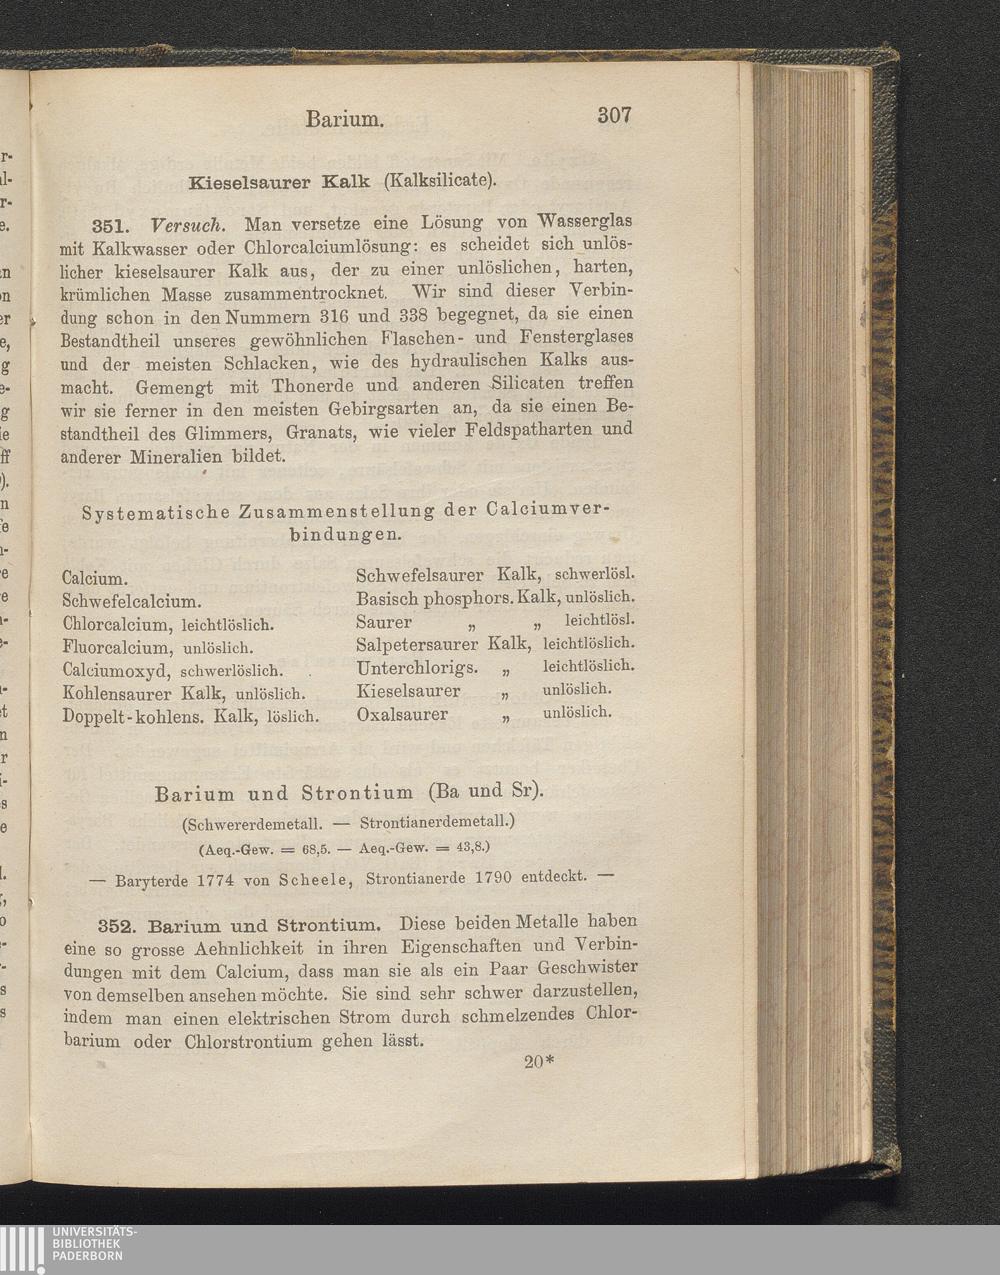 Barium. 307
Kieselsaurer Kalk (Kalksilicate).
351. Versuch. Man versetze eine Lösung von Wasserglas
mit Kalkwasser oder Chlorcalciumlösung: es scheidet sich unlös-
licher kieselsaurer Kalk aus, der zu einer unlöslichen, harten,
krümlichen Masse zusammentrocknet. Wir sind dieser Verbin-
dung schon in den Nummern 316 und 338 begegnet, da sie einen
Bestandtheil unseres gewöhnlichen Flaschen- und Fensterglases
und der meisten Schlacken, wie des hydraulischen Kalks aus-
macht. Gemengt mit Thonerde und anderen Silicaten treffen
wir sie ferner in den meisten Gebirgsarten an, da sie einen Be-
standtheil des Glimmers, Granats, wie vieler Feldspatharten und
anderer Mineralien bildet.
Systematische Zusammenstellung der Calciumver-
bindungen.
Calcium.
Schwefelcalcium.
Chlorcalcium, leichtlöslich.
Fluorcalcium, unlöslich.
Calciumoxyd, schwerlöslich.
Kohlensaurer Kalk, unlöslich.
Doppelt-kohlens. Kalk, löslich.
Schwefelsaurer Kalk, schwerlösl.
Basisch phosphors. Kalk, unlöslich.
Saurer „ „ leichtlösl.
Salpetersaurer Kalk, leichtlöslich.
Unterchlorigs. „ leichtlöslich.
Kieselsaurer „ unlöslich.
Oxalsaurer „ unlöslich.
Barium und Strontium (Ba und Sr).
(Schwererdemetall. — Strontianerdemetall.)
(Aeq.-Gew. = 68,5. — Aeq.-Gew. = 43,8.)
— Baryterde 1774 von Scheele, Strontianerde 1790 entdeckt. —
352. Barium und Strontium. Diese beiden Metalle haben
eine so grosse Aehnlichkeit in ihren Eigenschaften und Verbin-
dungen mit dem Calcium, dass man sie als ein Paar Geschwister
von demselben ansehen möchte. Sie sind sehr schwer darzustellen,
indem man einen elektrischen Strom durch schmelzendes Chlor-
barium oder Chlorstrontium gehen lässt.
20*
UNIVERSITÄTS-
BIBLIOTHEK
PADERBORN